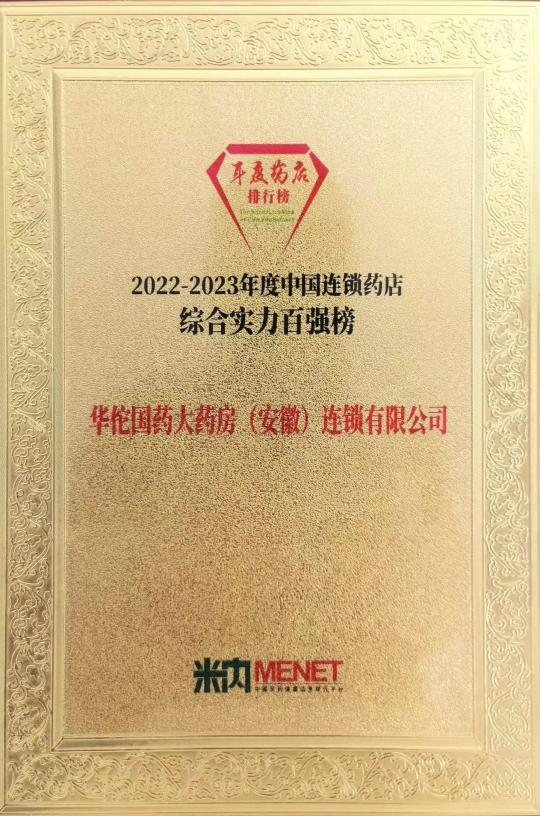 年度药店
排行榜
2022-2023年度中国连锁药店
综合实力百强榜
华佗国药大药房（安徽）连锁有限公司
米内MENET